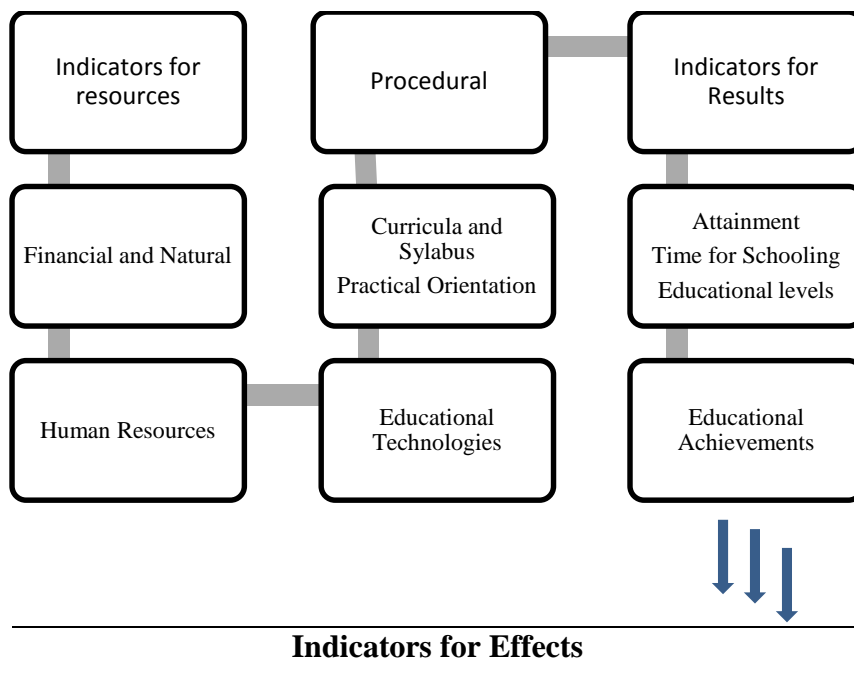 Indicators for
resources
Procedural
Indicators for
Results
Financial and Natural
Curricula and
Sylabus
Practical Orientation
Attainment
Time for Schooling
Educational levels
Human Resources
Educational
Technologies
Educational
Achievements
Indicators for Effects